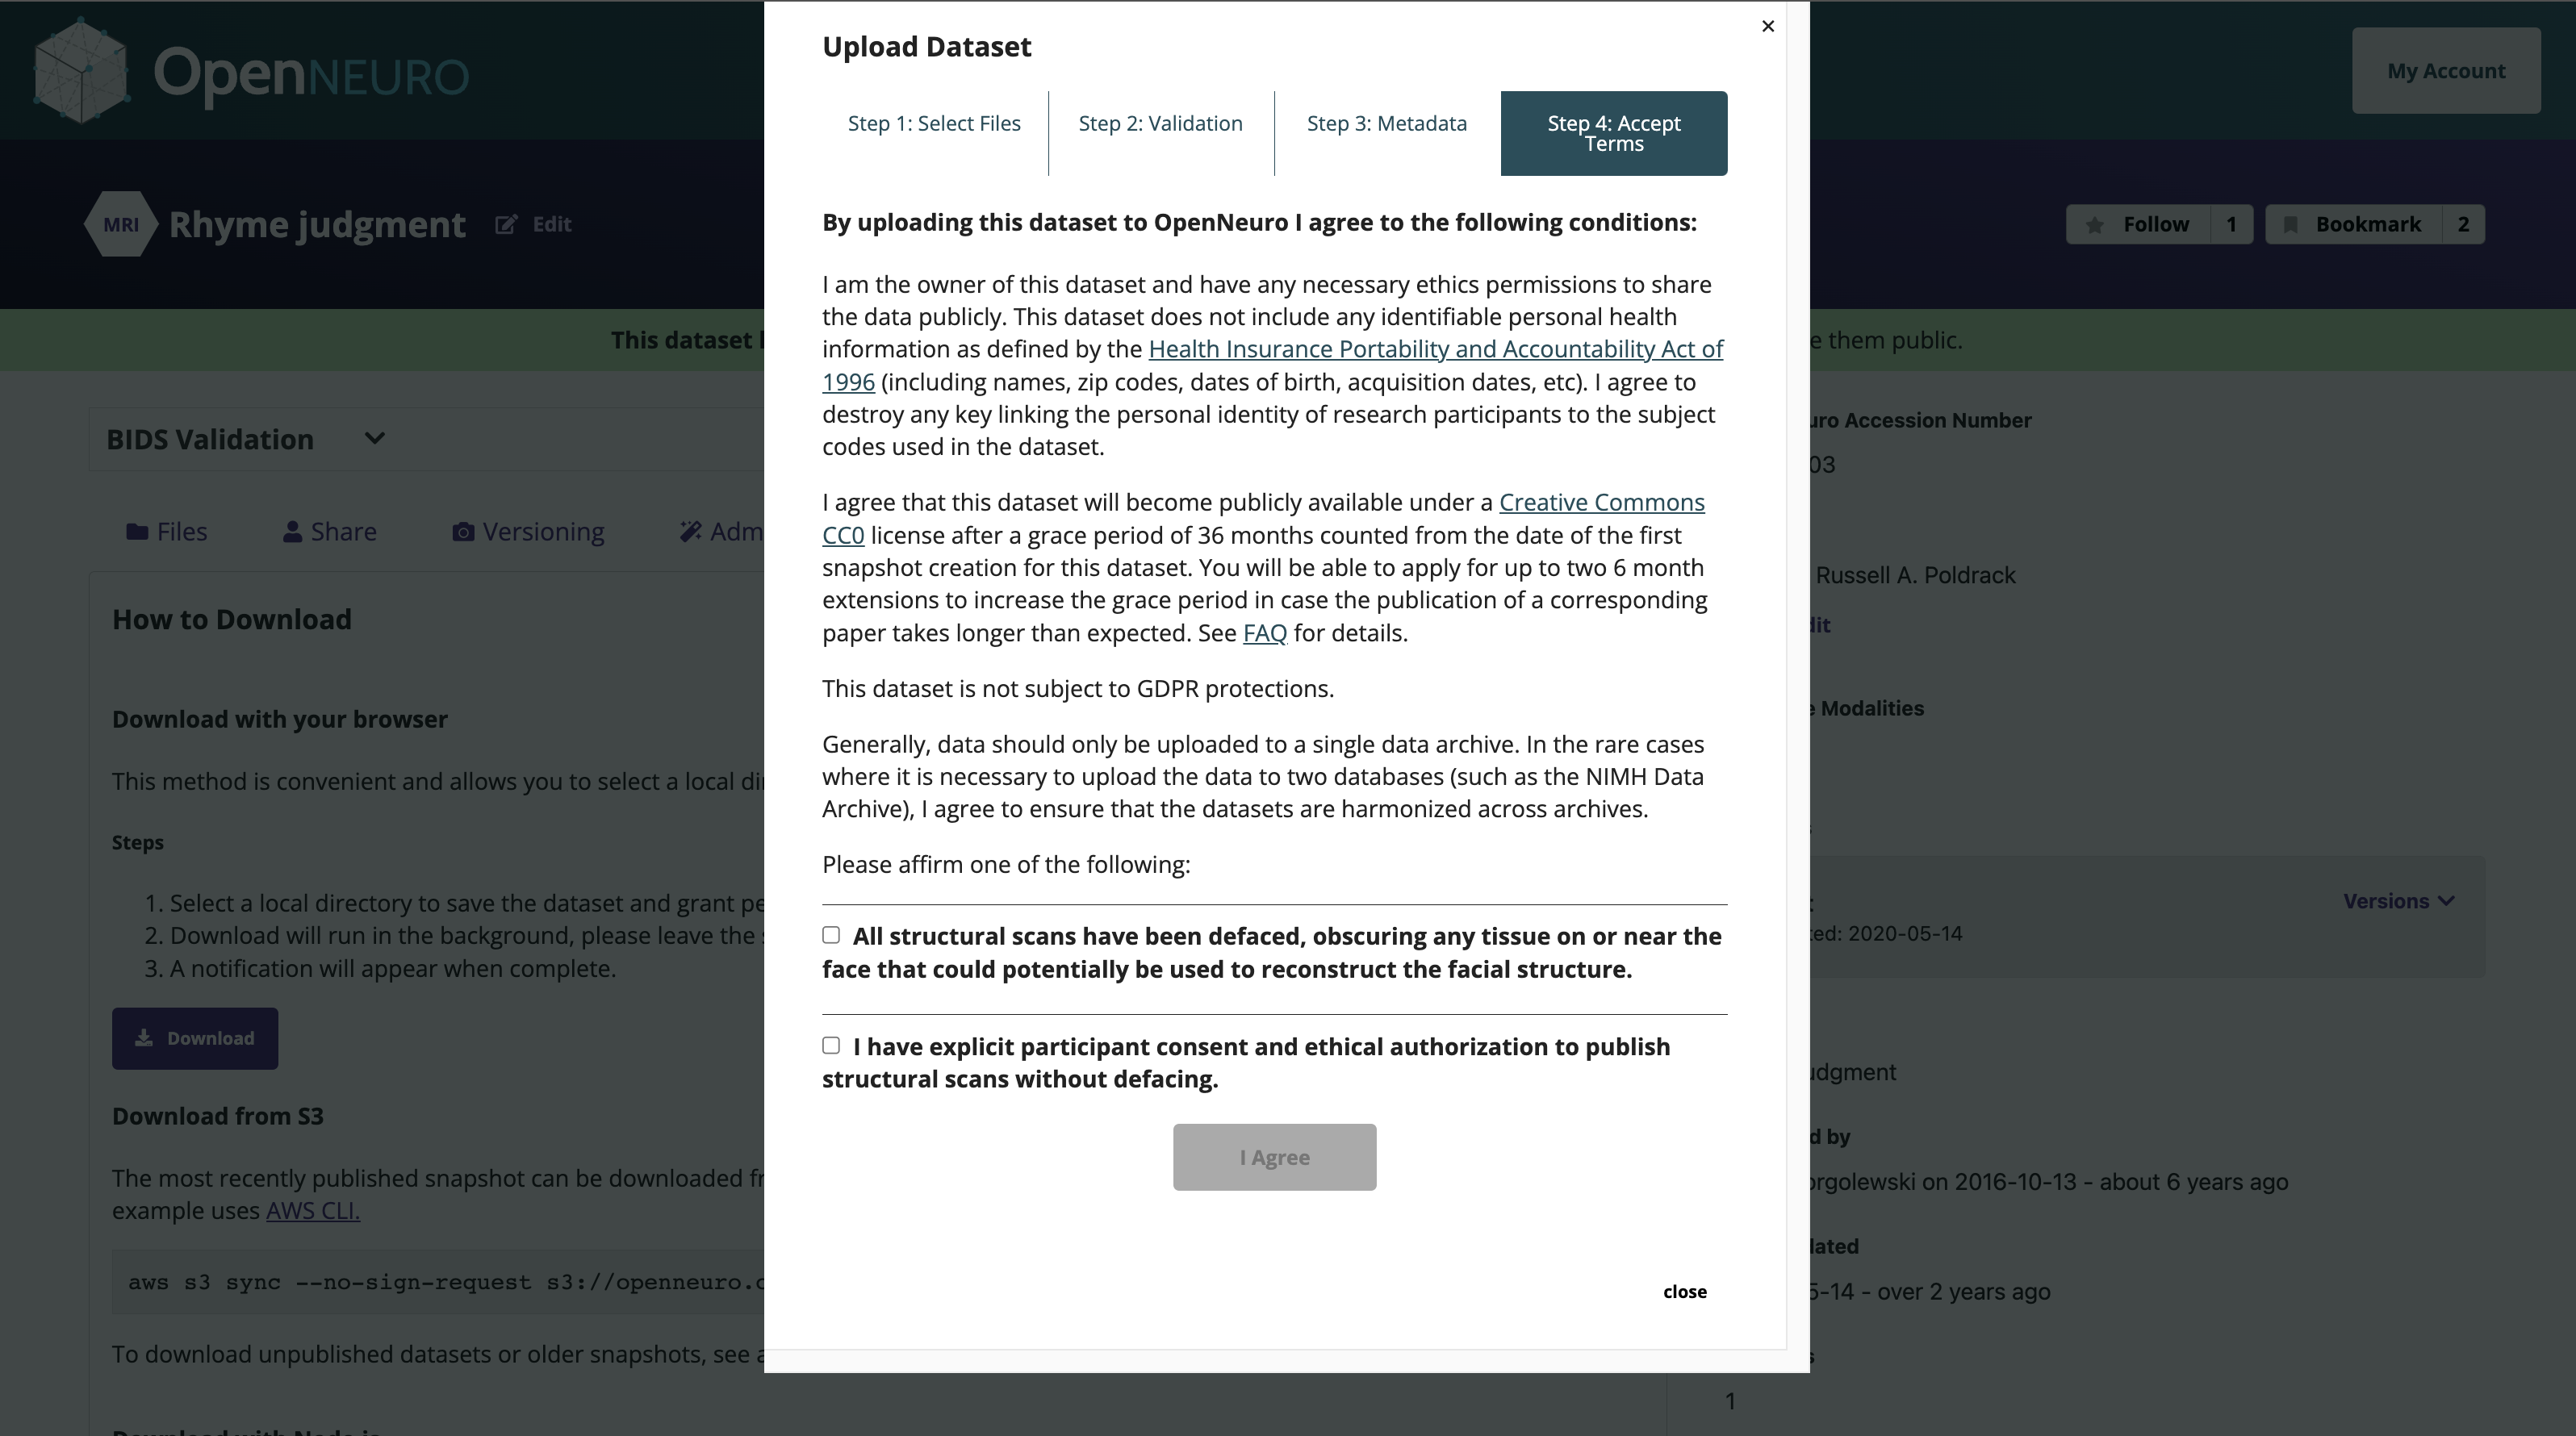 OpenNEURO
My Account
MRI
Rhyme judgment
Edit
Follow
1
Bookmark
2
This dataset
them public.
BIDS Validation
Files
Share
Versioning
How to Download
Download with your browser
This method is convenient and allows you to select a local
Steps
1. Select a local directory to save the dataset and grant
2. Download will run in the background, please leave the
3. A notification will appear when complete.
Download
Download from S3
The most recently published snapshot can be downloaded
example uses AWS CLI.
aws s3 sync --no-sign-request s3://openneuro.
To download unpublished datasets or older snapshots, see
×
Upload Dataset
Step 1: Select Files
Step 2: Validation
Step 3: Metadata
Step 4: Accept
Terms
By uploading this dataset to OpenNeuro I agree to the following conditions:
I am the owner of this dataset and have any necessary ethics permissions to share
the data publicly. This dataset does not include any identifiable personal health
information as defined by the Health Insurance Portability and Accountability Act of
1996 (including names, zip codes, dates of birth, acquisition dates, etc). I agree to
destroy any key linking the personal identity of research participants to the subject
codes used in the dataset.
I agree that this dataset will become publicly available under a Creative Commons
CC0 license after a grace period of 36 months counted from the date of the first
snapshot creation for this dataset. You will be able to apply for up to two 6 month
extensions to increase the grace period in case the publication of a corresponding
paper takes longer than expected. See FAQ for details.
This dataset is not subject to GDPR protections.
Generally, data should only be uploaded to a single data archive. In the rare cases
where it is necessary to upload the data to two databases (such as the NIMH Data
Archive), I agree to ensure that the datasets are harmonized across archives.
Please affirm one of the following:
All structural scans have been defaced, obscuring any tissue on or near the
face that could potentially be used to reconstruct the facial structure.
I have explicit participant consent and ethical authorization to publish
structural scans without defacing.
I Agree
close
Accession Number
03
Russell A. Poldrack
Modalities
Versions
2020-05-14
by
on 2016-10-13 - about 6 years ago
- over 2 years ago
1